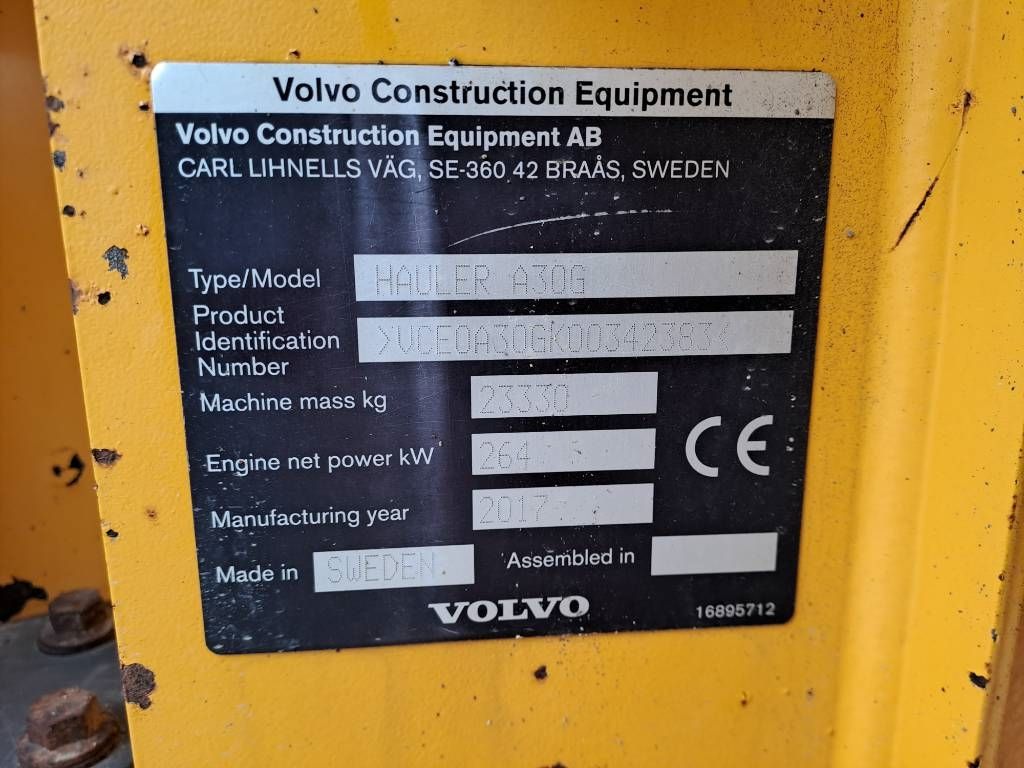 Volvo Construction Equipment
Volvo Construction Equipment AB
CARL LIHNELLS VÄG, SE-360 42 BRAÅS, SWEDEN
Type/Model HAULER A30G
Product
Identification >VCE0A30GK00342383<
Number
Machine mass kg 23330
Engine net power kW 264
CE
Manufacturing year 2017
Made in SWEDEN Assembled in
VOLVO 16895712